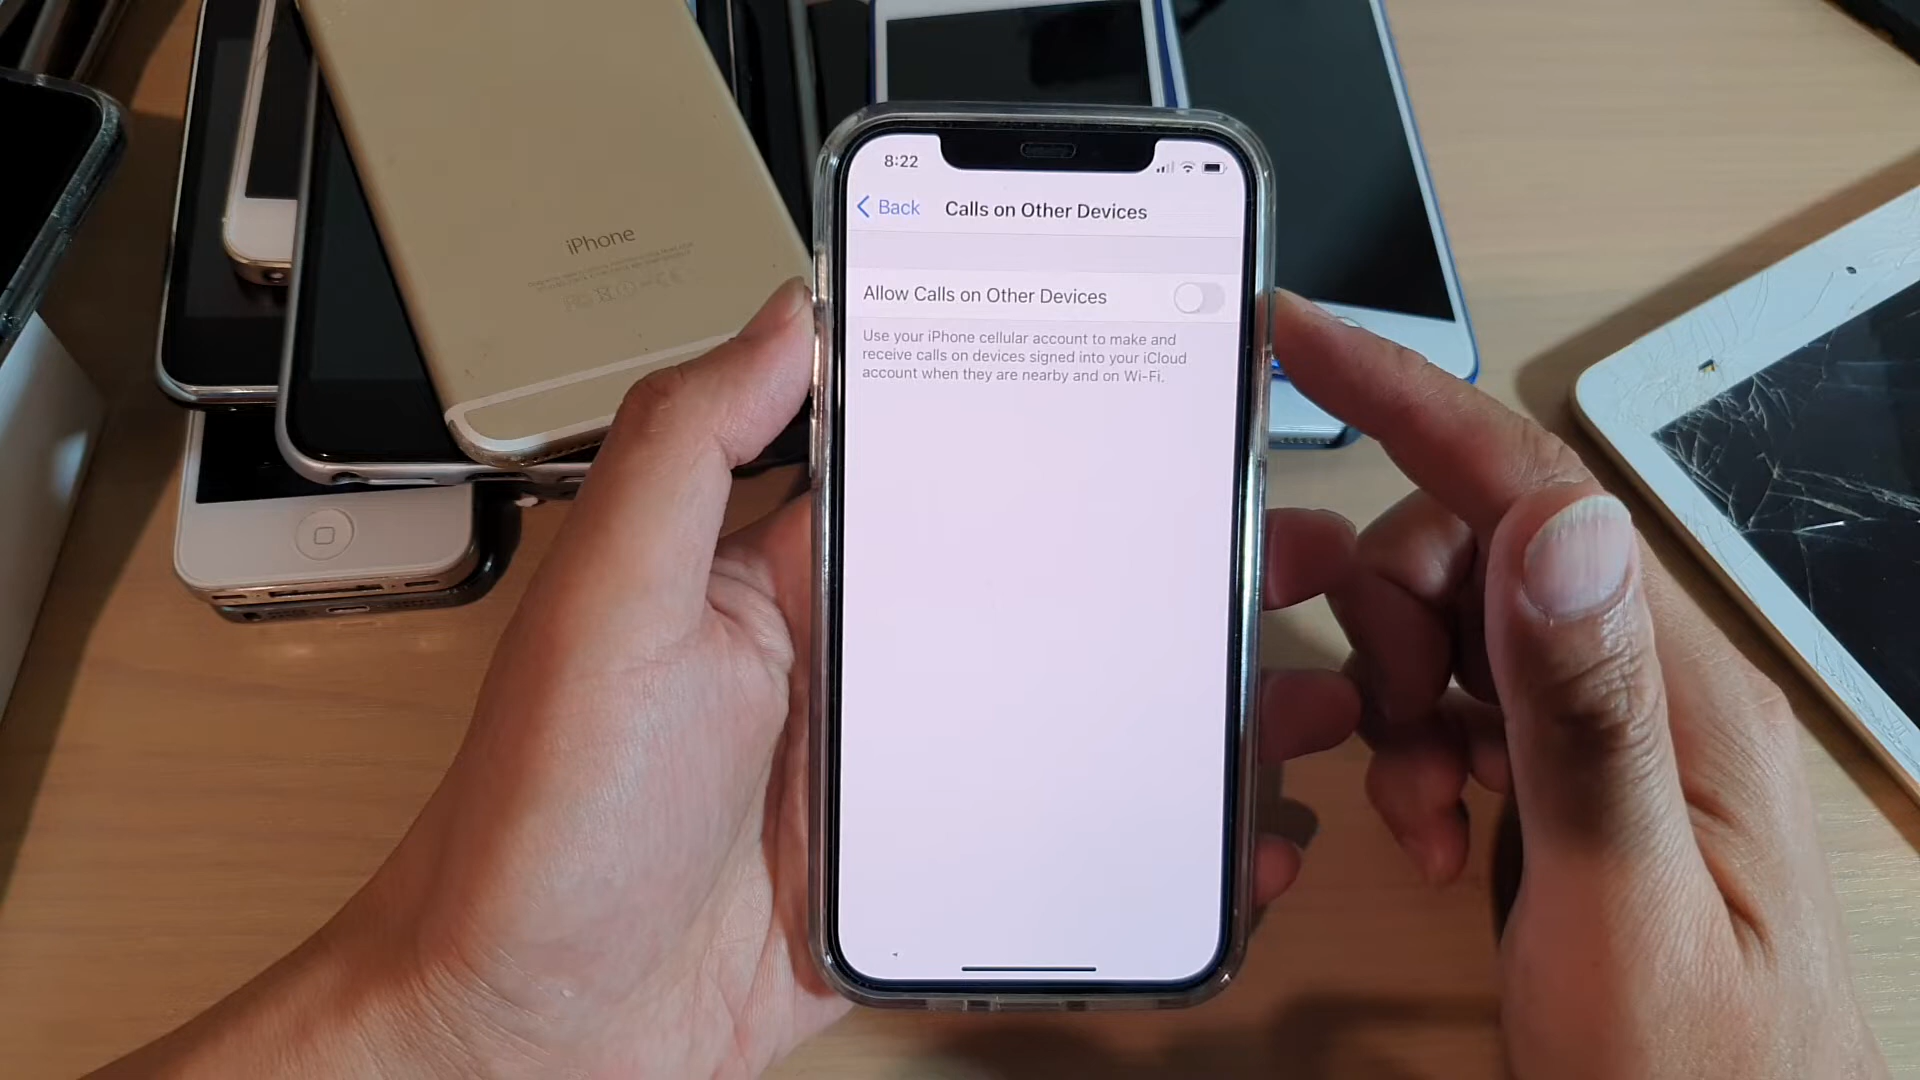 iPhone
8:22
Back
Calls on Other Devices
Allow Calls on Other Devices
Use your iPhone cellular account to make and
receive calls on devices signed into your iCloud
account when they are nearby and on Wi-Fi.